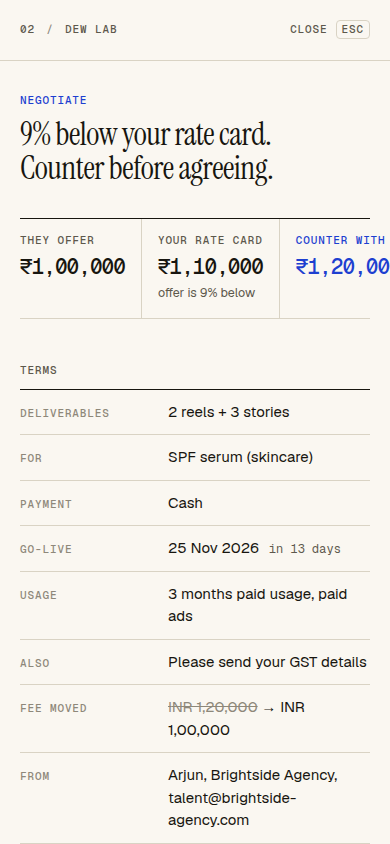 02 / DEW LAB
CLOSE ESC
NEGOTIATE
9% below your rate card.
Counter before agreeing.
THEY OFFER
₹1,00,000
YOUR RATE CARD
₹1,10,000
offer is 9% below
COUNTER WITH
₹1,20,00
TERMS
DELIVERABLES
2 reels + 3 stories
FOR
SPF serum (skincare)
PAYMENT
Cash
GO-LIVE
25 Nov 2026 in 13 days
USAGE
3 months paid usage, paid
ads
ALSO
Please send your GST details
FEE MOVED
INR 1,20,000 → INR
1,00,000
FROM
Arjun, Brightside Agency,
talent@brightside-
agency.com